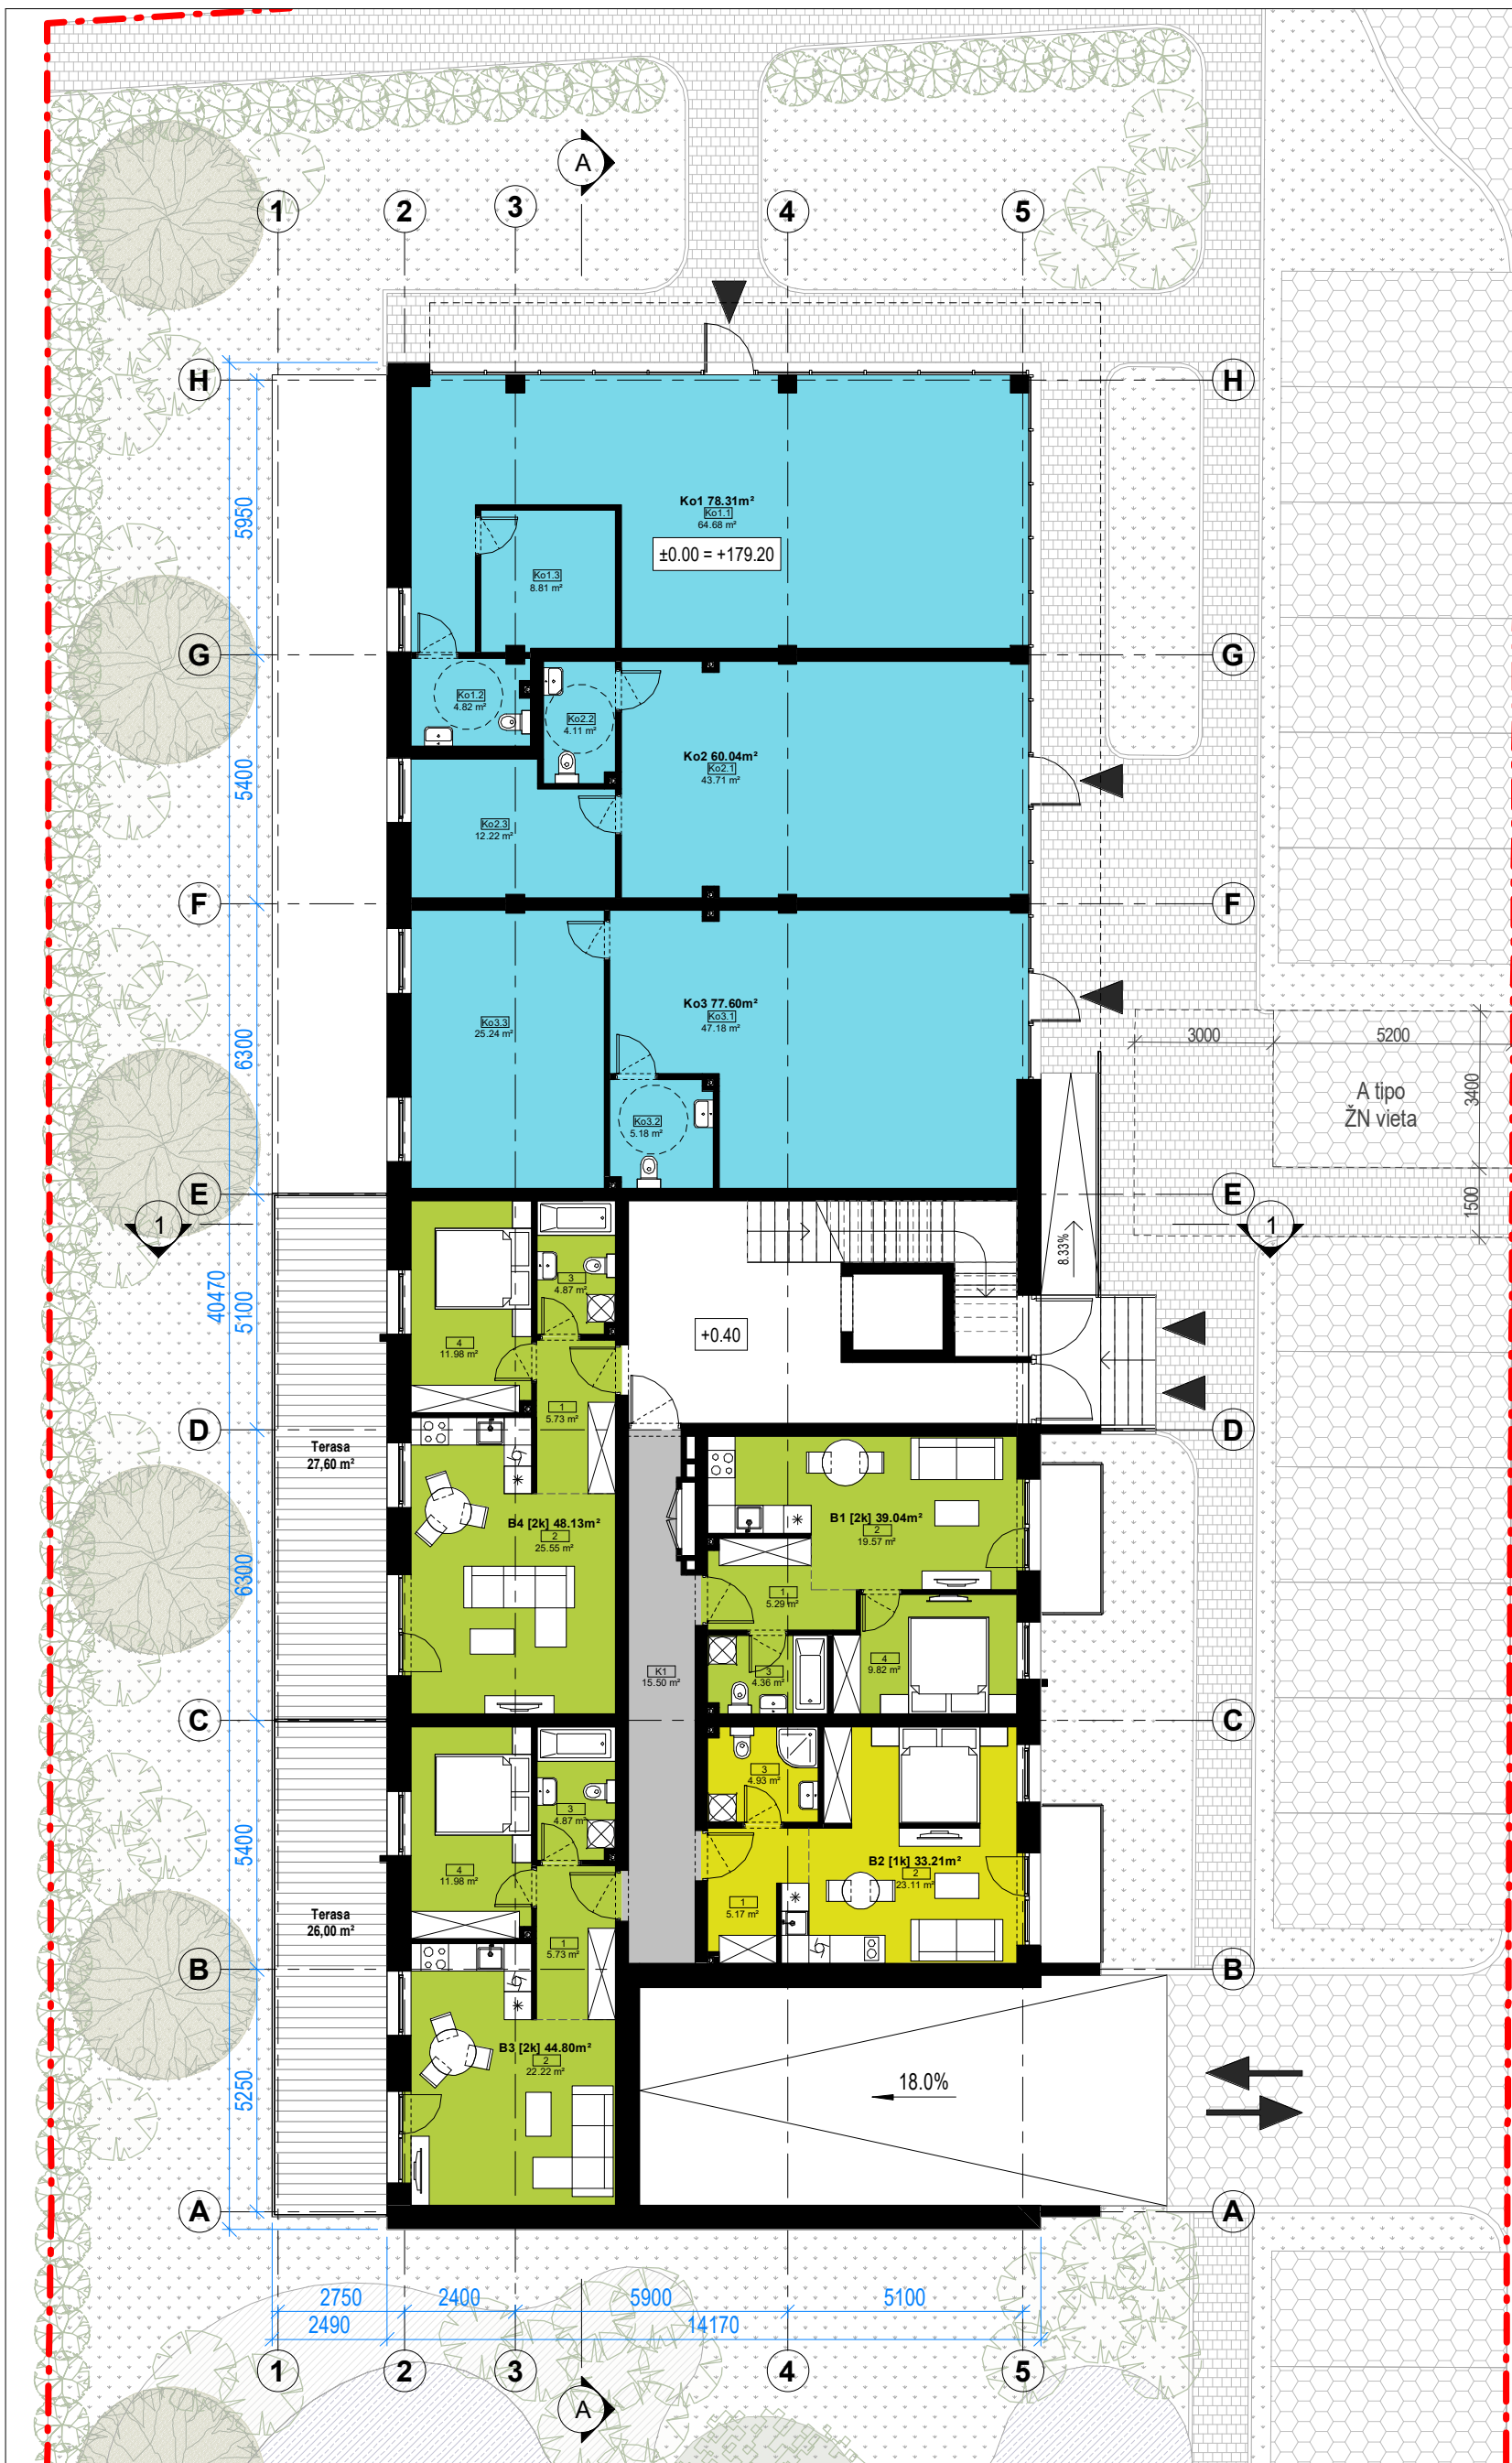 A
1
2
3
4
5
H
H
Ko1 78.31m²
Ko1.1
64.68 m²
±0.00 = +179.20
5950
Ko1.3
8.81 m²
G
G
Ko1.2
4.82 m²
Ko2.2
4.11 m²
Ko2 60.04m²
Ko2.1
43.71 m²
5400
Ko2.3
12.22 m²
F
F
Ko3 77.60m²
Ko3.1
47.18 m²
Ko3.3
25.24 m²
6300
3000
5200
3400
A tipo
ŽN vieta
Ko3.2
5.18 m²
E
E
1500
1
1
8.33%
40470
5100
3
4.87 m²
4
11.98 m²
+0.40
1
5.73 m²
D
D
Terasa
27,60 m²
B4 [2k] 48.13m²
2
25.55 m²
B1 [2k] 39.04m²
2
19.57 m²
6300
1
5.29 m²
K1
15.50 m²
3
4.36 m²
4
9.82 m²
C
C
3
4.93 m²
3
4.87 m²
5400
4
11.98 m²
B2 [1k] 33.21m²
2
23.11 m²
1
5.17 m²
Terasa
26,00 m²
1
5.73 m²
B
B
B3 [2k] 44.80m²
2
22.22 m²
5250
18.0%
A
A
2750
2400
5900
5100
2490
14170
1
2
3
4
5
A